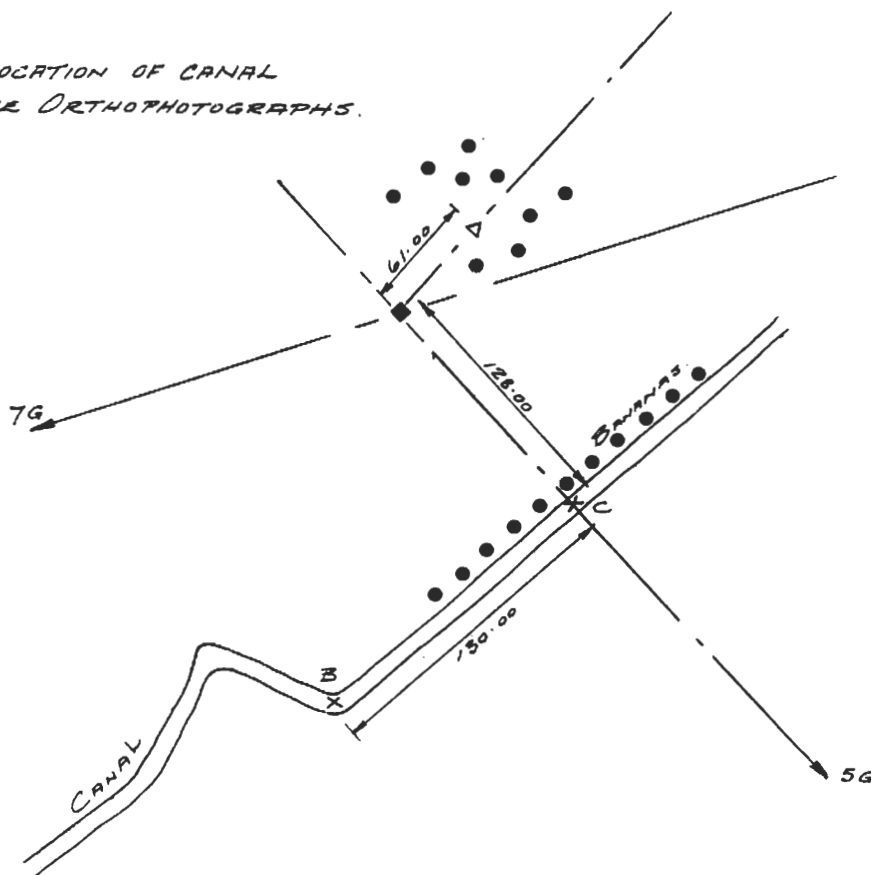 OCATION OF CANAL
E ORTHOPHOTOGRAPHS.
61.00
7G
128.00
BANANAS.
C
130.00
B
CANAL
5G